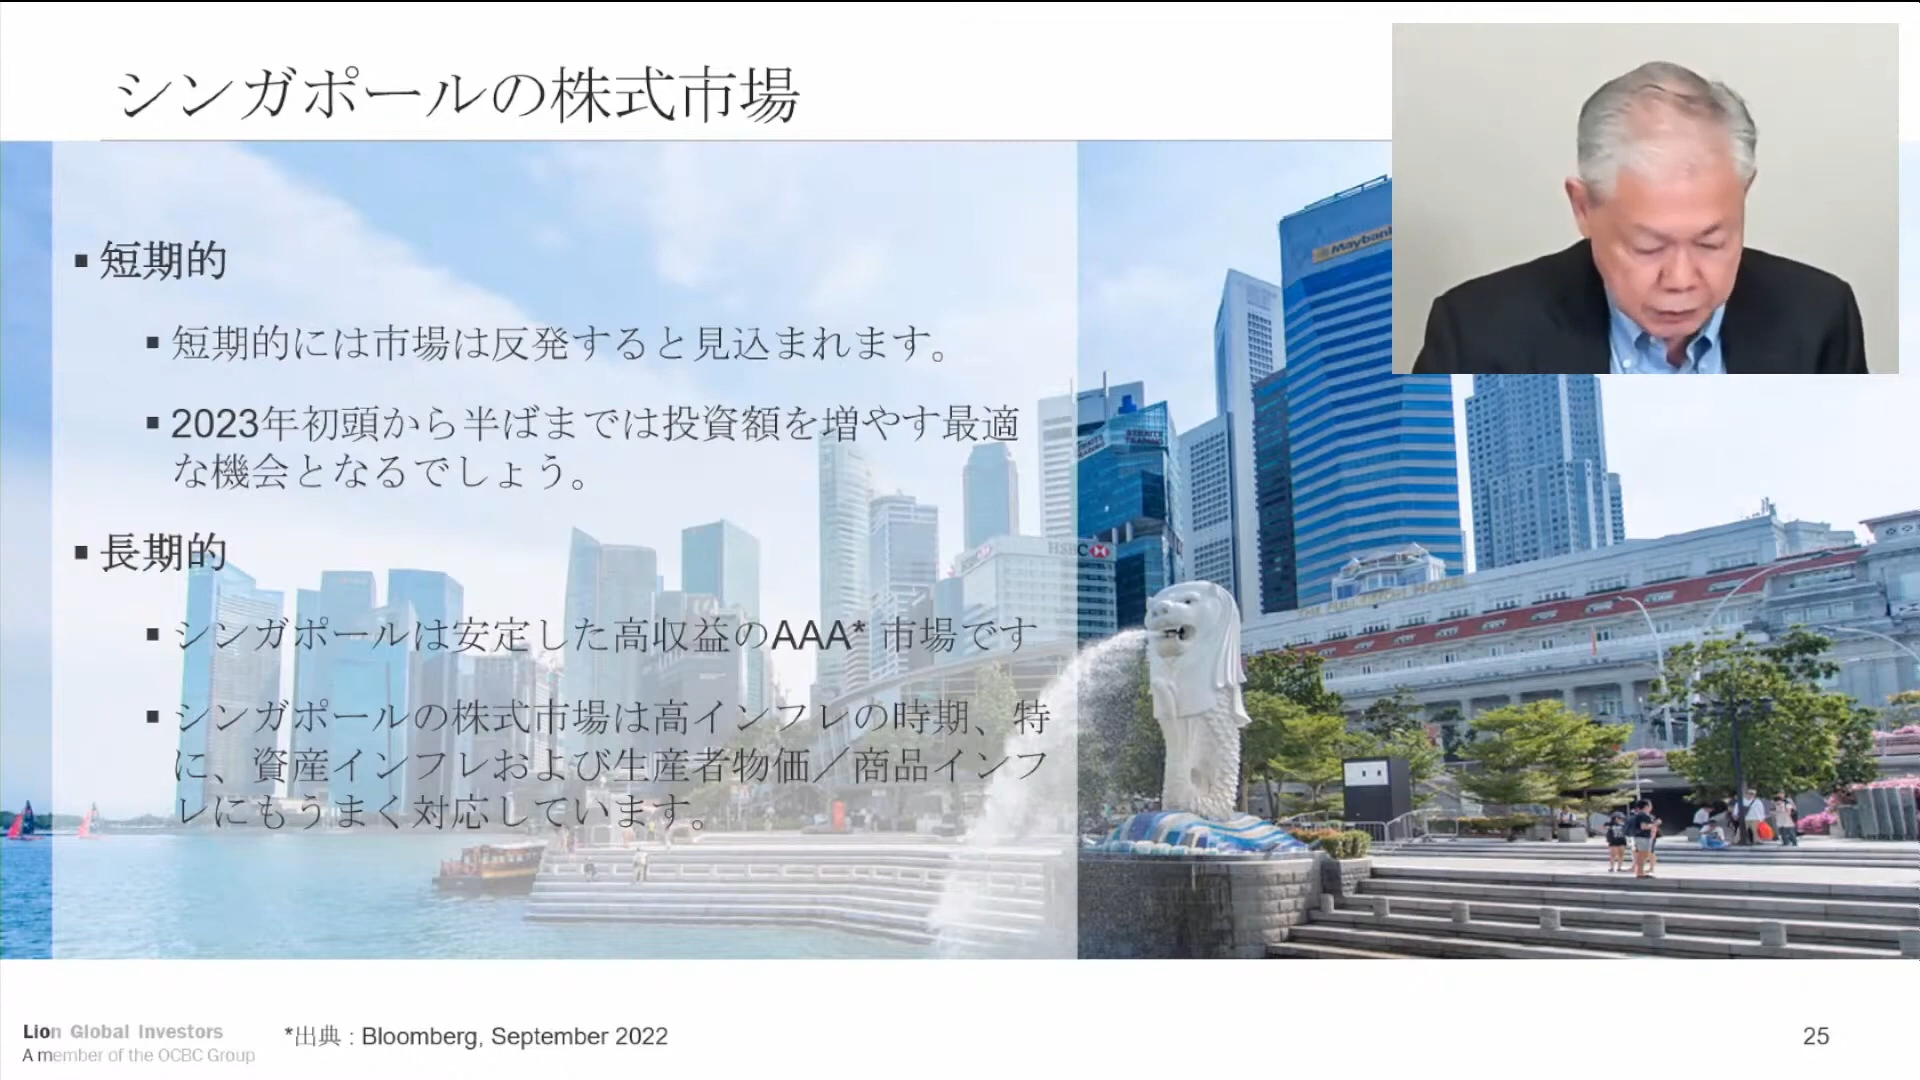 シンガポールの株式市場
▪ 短期的
▪ 短期的には市場は反発すると見込まれます。
▪ 2023年初頭から半ばまでは投資額を増やす最適
な機会となるでしょう。
▪ 長期的
▪ シンガポールは安定した高収益のAAA* 市場です
▪ シンガポールの株式市場は高インフレの時期、特
に、資産インフレおよび生産者物価／商品インフ
レにもうまく対応しています。
Maybank
STRAITS
TRADING
HSBC
THE FULLERTON HOTEL
Lion Global Investors
A member of the OCBC Group
*出典 : Bloomberg, September 2022
25